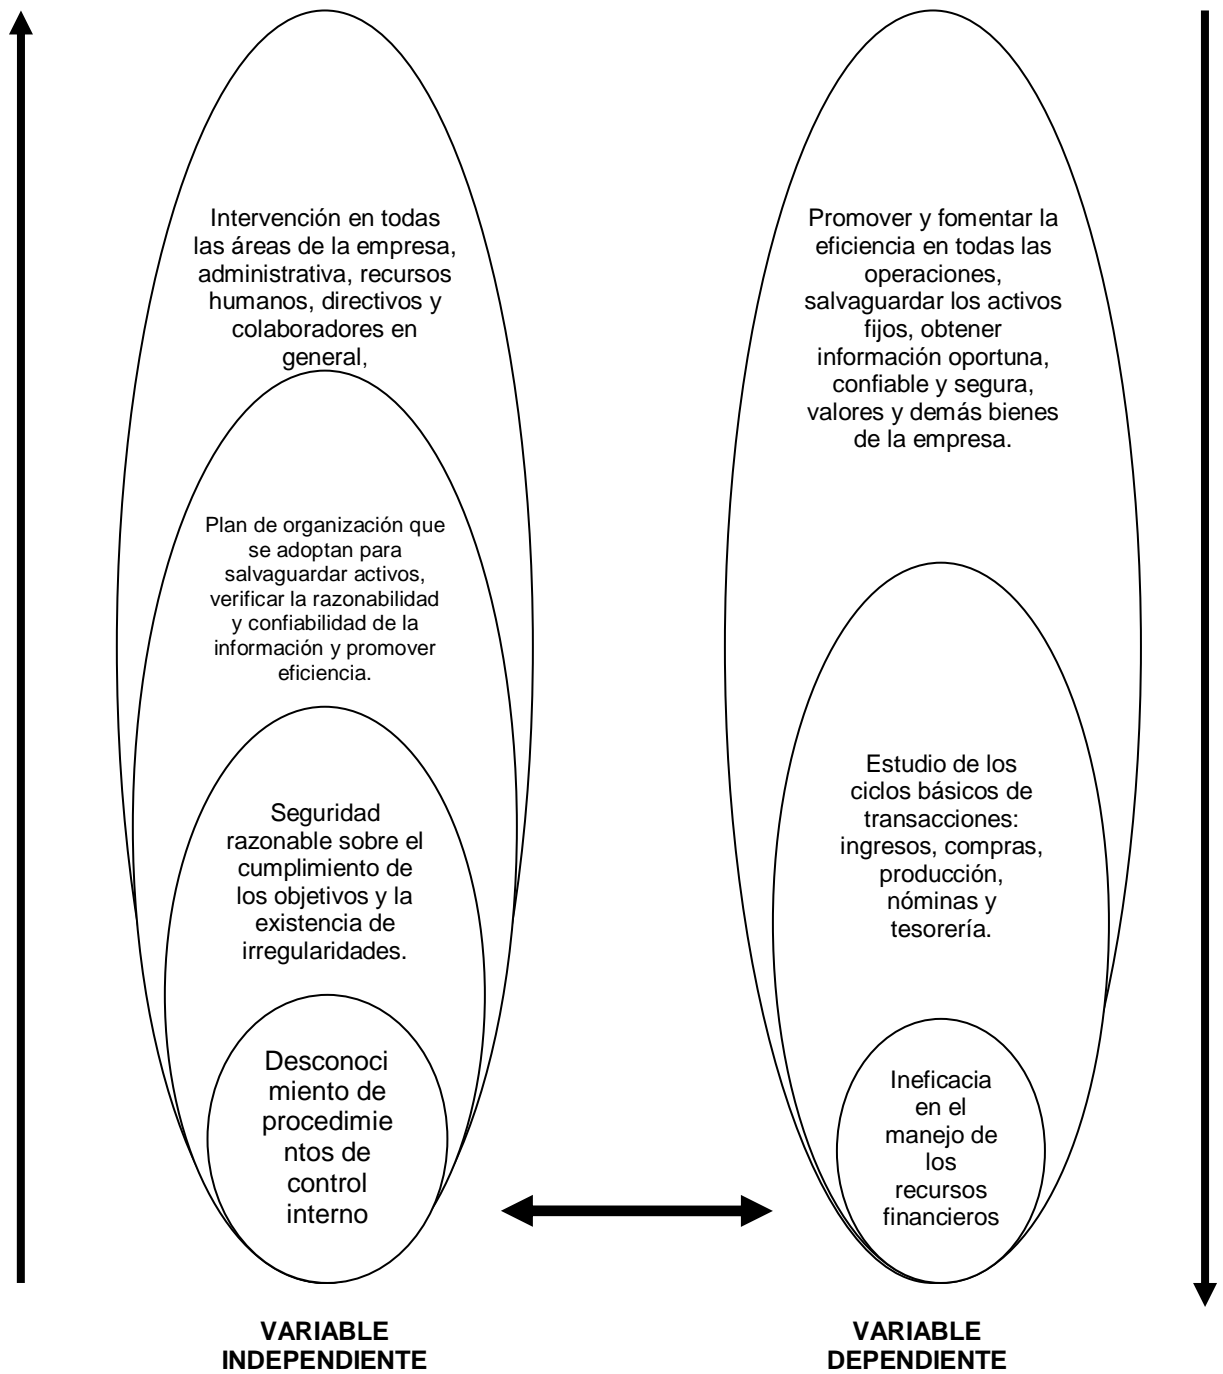 Intervención en todas
las áreas de la empresa,
administrativa, recursos
humanos, directivos y
colaboradores en
general,
Plan de organización que
se adoptan para
salvaguardar activos,
verificar la razonabilidad
y confiabilidad de la
información y promover
eficiencia.
Seguridad
razonable sobre el
cumplimiento de
los objetivos y la
existencia de
irregularidades.
Desconoci
miento de
procedimie
ntos de
control
interno
VARIABLE
INDEPENDIENTE
Promover y fomentar la
eficiencia en todas las
operaciones,
salvaguardar los activos
fijos, obtener
información oportuna,
confiable y segura,
valores y demás bienes
de la empresa.
Estudio de los
ciclos básicos de
transacciones:
ingresos, compras,
producción,
nóminas y
tesorería.
Ineficacia
en el
manejo de
los
recursos
financieros
VARIABLE
DEPENDIENTE